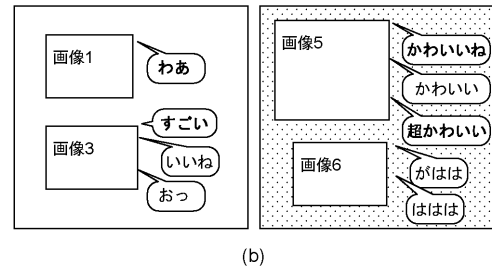 画像1
わあ
画像3
すごい
いいね
おっ
画像5
かわいいね
かわいい
超かわいい
画像6
がはは
ははは
(b)